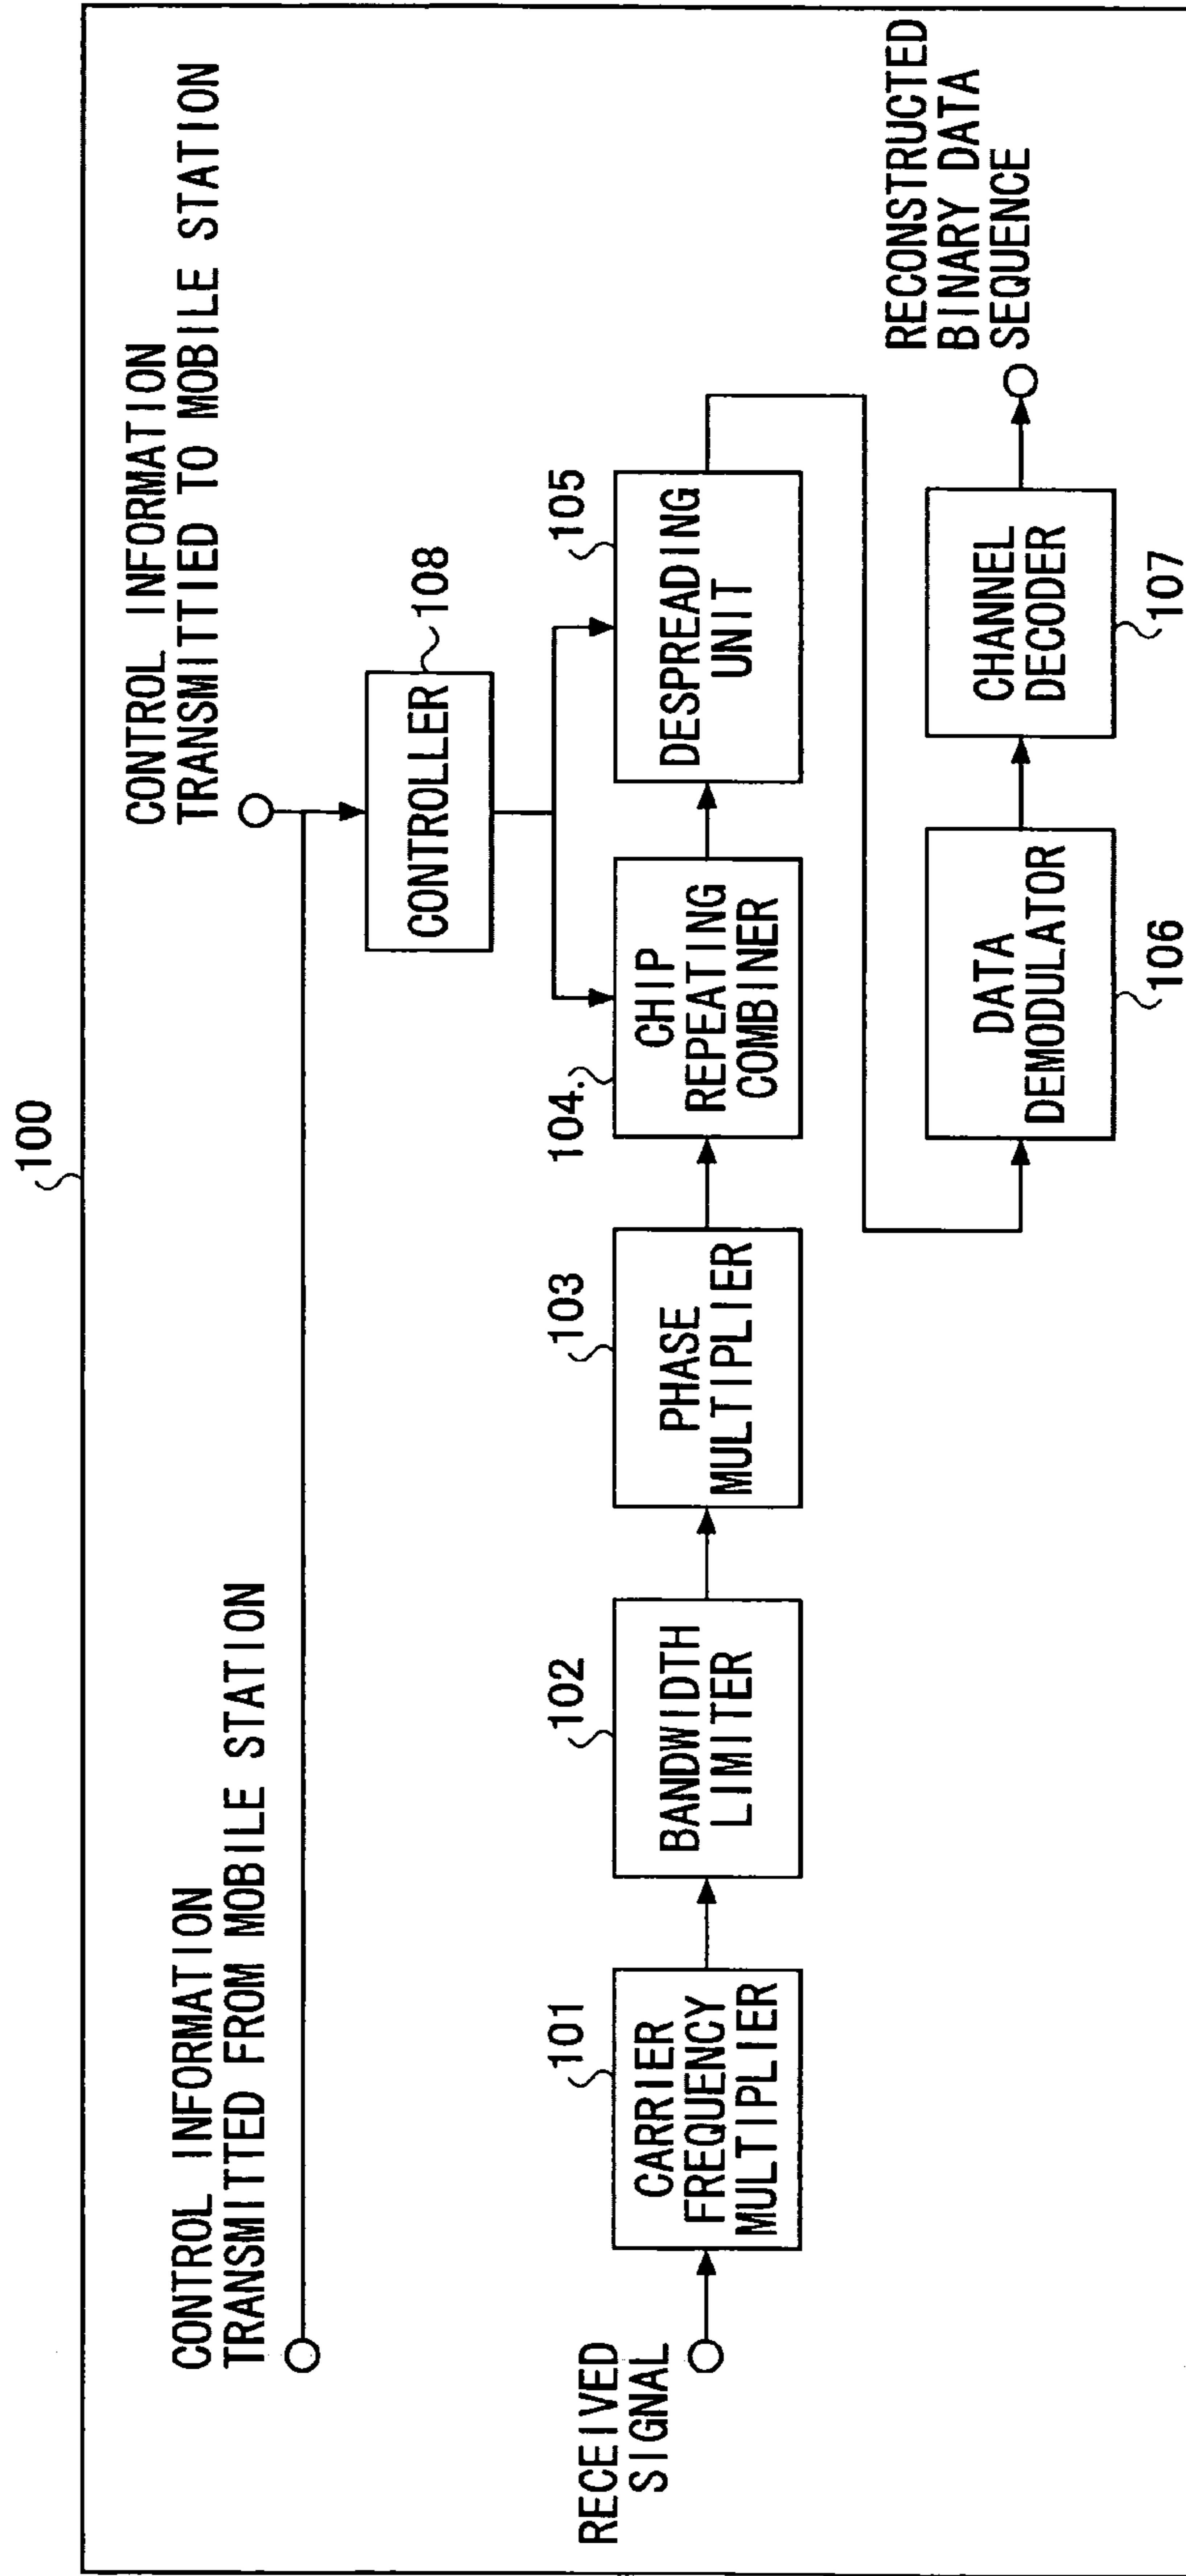 100
CONTROL INFORMATION
TRANSMITTIED TO MOBILE STATION
CONTROL INFORMATION
TRANSMITTED FROM MOBILE STATION
CONTROLLER
108
RECEIVED
SIGNAL
101
CARRIER
FREQUENCY
MULTIPLIER
102
BANDWIDTH
LIMITER
103
PHASE
MULTIPLIER
104.
CHIP
REPEATING
COMBINER
105
DESPREADING
UNIT
DATA
DEMODULATOR
106
CHANNEL
DECODER
107
RECONSTRUCTED
BINARY DATA
SEQUENCE